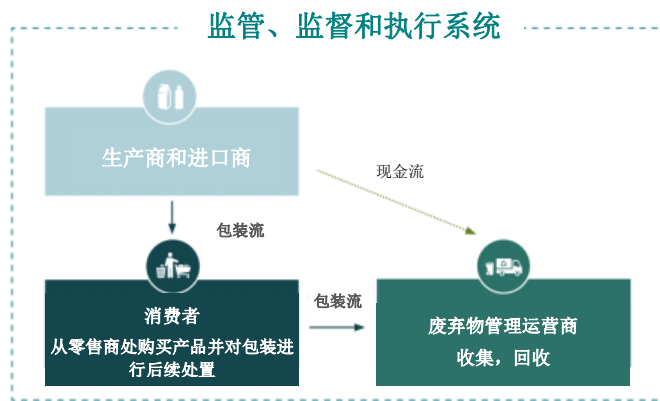 监管、监督和执行系统
生产商和进口商
现金流
包装流
消费者
从零售商处购买产品并对包装进
行后续处置
包装流
废弃物管理运营商
收集，回收